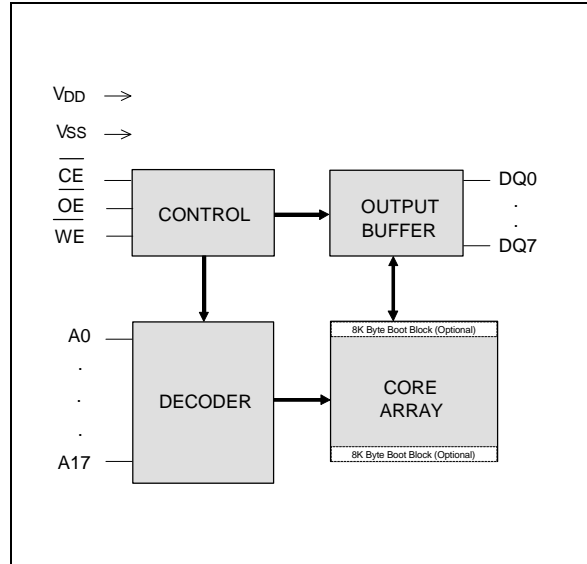 VDD
VSS
CE
OE
WE
CONTROL
OUTPUT
BUFFER
DQ0
.
.
DQ7
A0
.
.
.
A17
DECODER
8K Byte Boot Block (Optional)
CORE
ARRAY
8K Byte Boot Block (Optional)